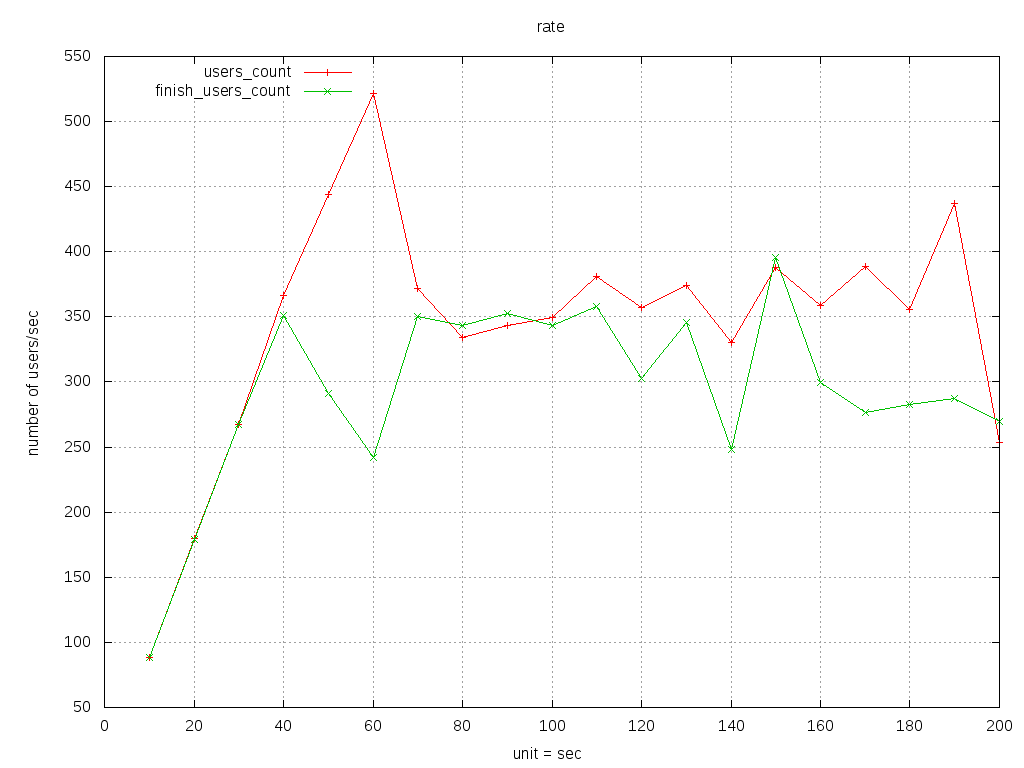 rate
users_count
finish_users_count
550
500
450
400
350
300
250
200
150
100
50
number of users/sec
0 20 40 60 80 100 120 140 160 180 200
unit = sec